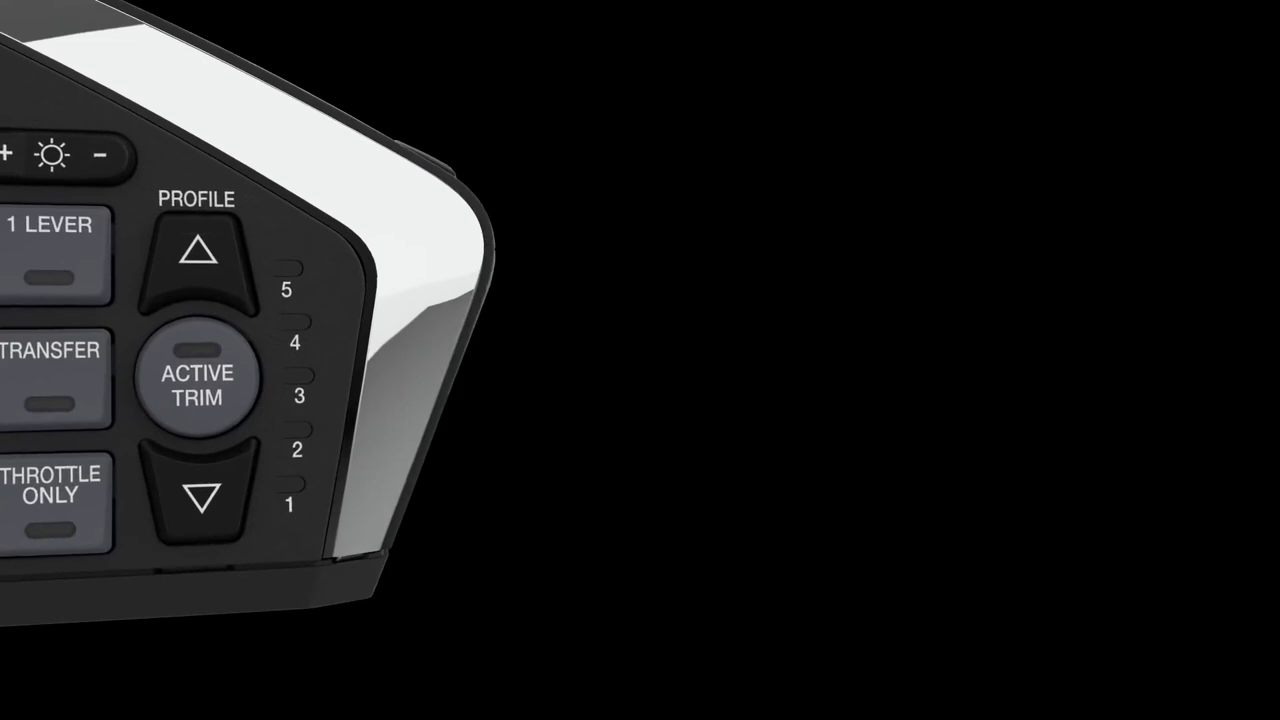 + -
1 LEVER
PROFILE
5
TRANSFER
ACTIVE
TRIM
4
3
2
THROTTLE
ONLY
1